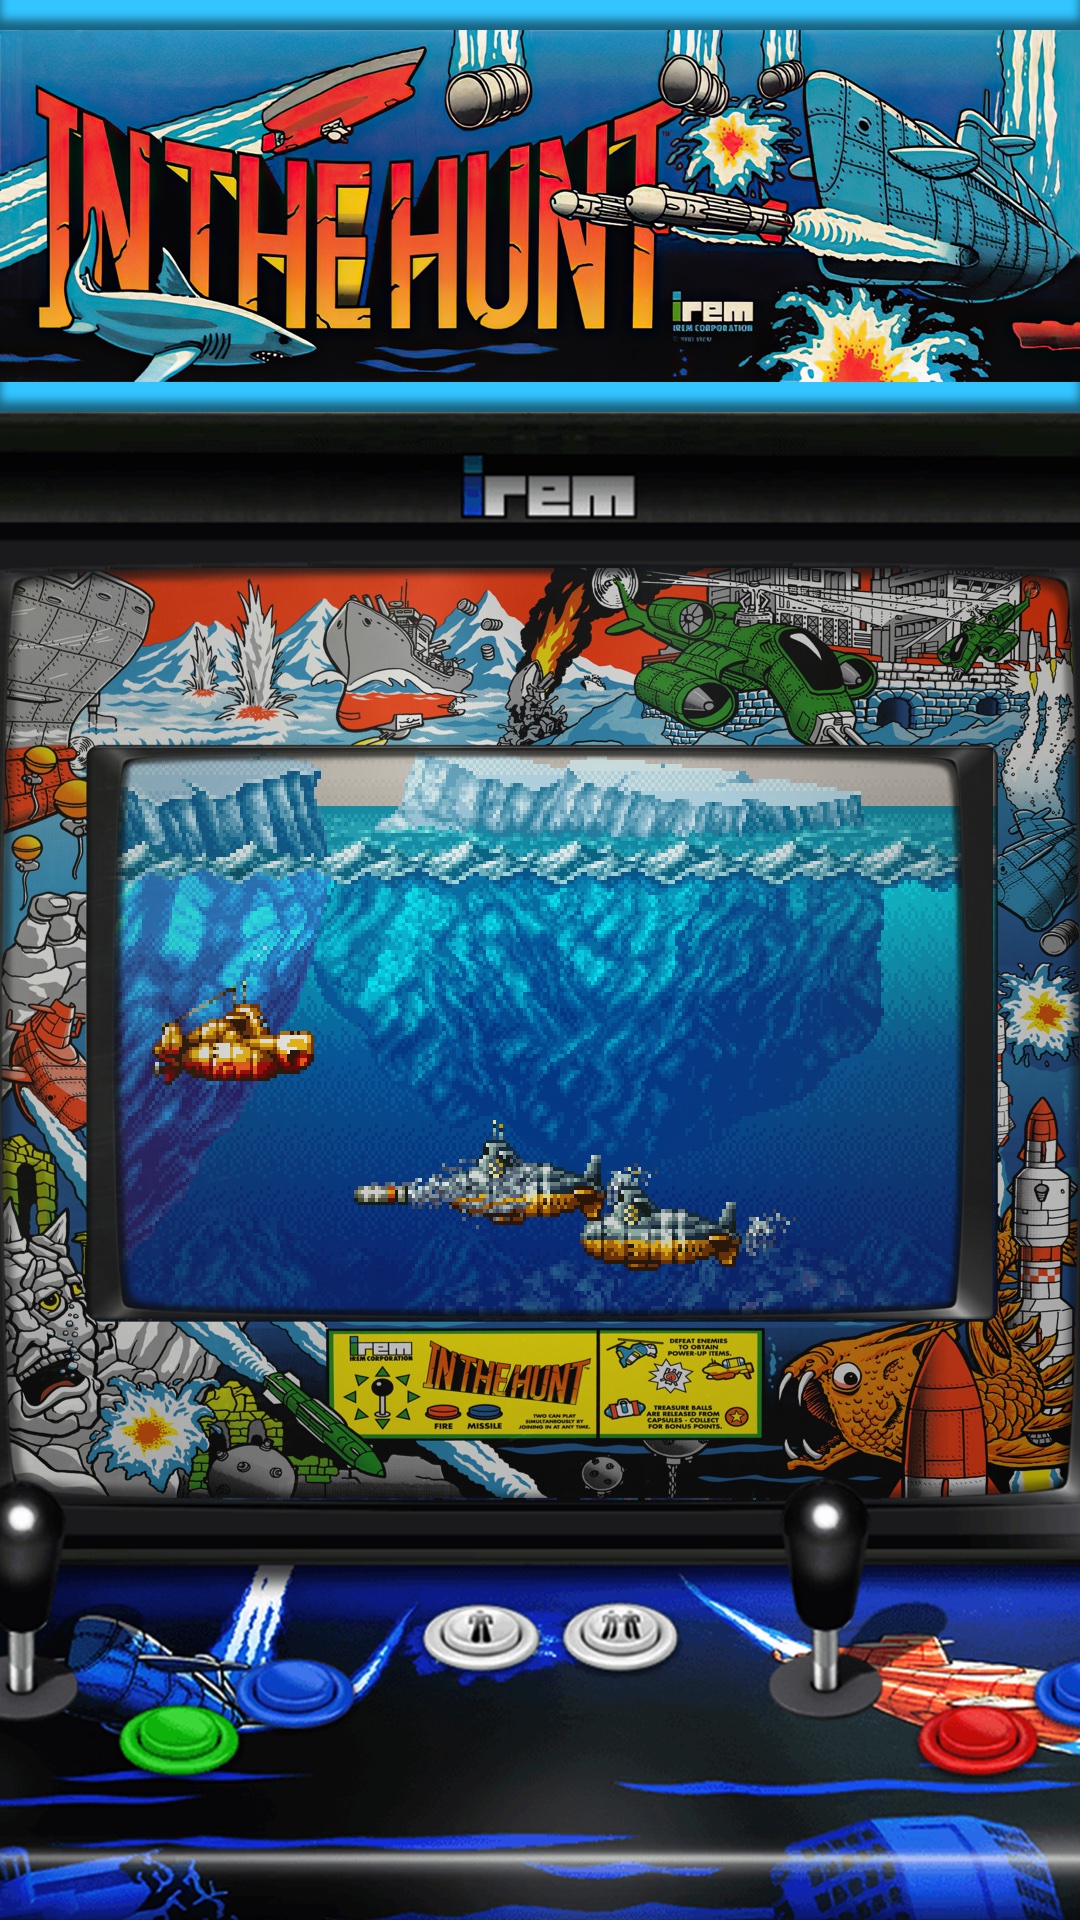 IN THE HUNT
TM
irem
IREM CORPORATION
irem
irem
IREM CORPORATION
IN THE HUNT
FIRE
MISSILE
TWO CAN PLAY
SIMULTANEOUSLY BY
JOINING IN AT ANY TIME.
DEFEAT ENEMIES
TO OBTAIN
POWER-UP ITEMS.
TREASURE BALLS
ARE RELEASED FROM
CAPSULES - COLLECT
FOR BONUS POINTS.